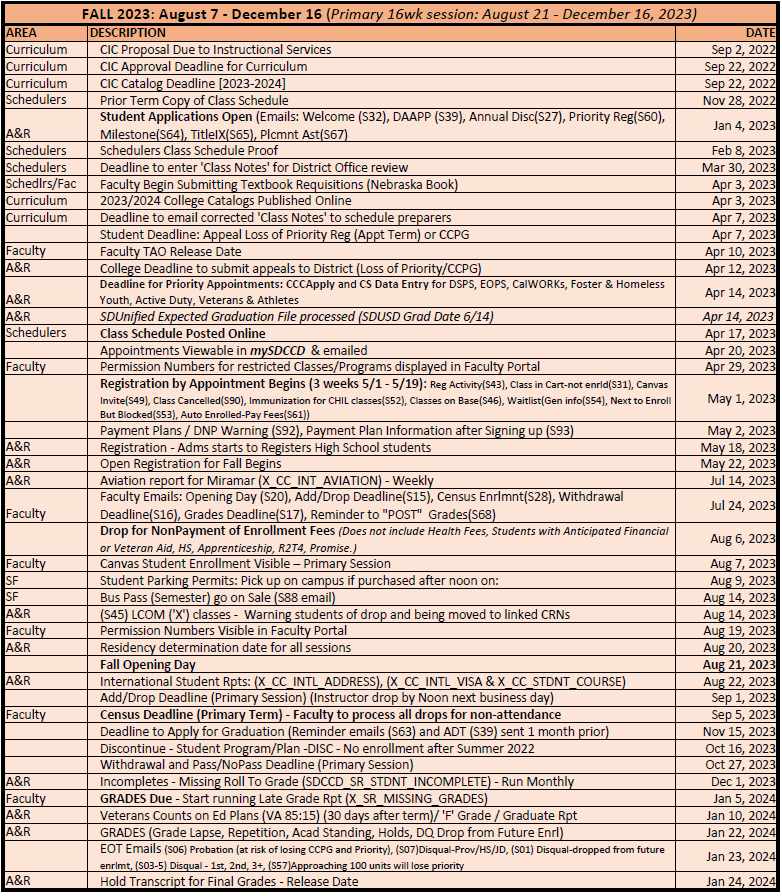 FALL 2023: August 7 - December 16 (Primary 16wk session: August 21 - December 16, 2023)
AREA DESCRIPTION DATE
Curriculum CIC Proposal Due to Instructional Services Sep 2, 2022
Curriculum CIC Approval Deadline for Curriculum Sep 22, 2022
Curriculum CIC Catalog Deadline [2023-2024] Sep 22, 2022
Schedulers Prior Term Copy of Class Schedule Nov 28, 2022
A&R Student Applications Open (Emails: Welcome (S32), DAAPP (S39), Annual Disc(S27), Priority Reg(S60),
Milestone(S64), TitleIX(S65), Plcmnt Ast(S67) Jan 4, 2023
Schedulers Schedulers Class Schedule Proof Feb 8, 2023
Schedulers Deadline to enter 'Class Notes' for District Office review Mar 30, 2023
Schedlrs/Fac Faculty Begin Submitting Textbook Requisitions (Nebraska Book) Apr 3, 2023
Curriculum 2023/2024 College Catalogs Published Online Apr 3, 2023
Curriculum Deadline to email corrected 'Class Notes' to schedule preparers Apr 7, 2023
Student Deadline: Appeal Loss of Priority Reg (Appt Term) or CCPG Apr 7, 2023
Faculty Faculty TAO Release Date Apr 10, 2023
A&R College Deadline to submit appeals to District (Loss of Priority/CCPG) Apr 12, 2023
A&R Deadline for Priority Appointments: CCCApply and CS Data Entry for DSPS, EOPS, CalWORKs, Foster & Homeless
Youth, Active Duty, Veterans & Athletes Apr 14, 2023
A&R SDUnified Expected Graduation File processed (SDUSD Grad Date 6/14) Apr 14, 2023
Schedulers Class Schedule Posted Online Apr 17, 2023
Appointments Viewable in mySDCCD & emailed Apr 20, 2023
Faculty Permission Numbers for restricted Classes/Programs displayed in Faculty Portal Apr 29, 2023
Registration by Appointment Begins (3 weeks 5/1 - 5/19): Reg Activity(S43), Class in Cart-not enrld(S31), Canvas
Invite(S49), Class Cancelled(S90), Immunization for CHIL classes(S52), Classes on Base(S46), Waitlist(Gen info(S54), Next to Enroll
But Blocked(S53), Auto Enrolled-Pay Fees(S61)) May 1, 2023
Payment Plans / DNP Warning (S92), Payment Plan Information after Signing up (S93) May 2, 2023
A&R Registration - Adms starts to Registers High School students May 18, 2023
A&R Open Registration for Fall Begins May 22, 2023
A&R Aviation report for Miramar (X_CC_INT_AVIATION) - Weekly Jul 14, 2023
Faculty Faculty Emails: Opening Day (S20), Add/Drop Deadline(S15), Census Enrlmnt(S28), Withdrawal
Deadline(S16), Grades Deadline(S17), Reminder to "POST" Grades(S68) Jul 24, 2023
Drop for NonPayment of Enrollment Fees (Does not include Health Fees, Students with Anticipated Financial
or Veteran Aid, HS, Apprenticeship, R2T4, Promise.) Aug 6, 2023
Faculty Canvas Student Enrollment Visible – Primary Session Aug 7, 2023
SF Student Parking Permits: Pick up on campus if purchased after noon on: Aug 9, 2023
SF Bus Pass (Semester) go on Sale (S88 email) Aug 14, 2023
A&R (S45) LCOM ('X') classes - Warning students of drop and being moved to linked CRNs Aug 14, 2023
Faculty Permission Numbers Visible in Faculty Portal Aug 19, 2023
A&R Residency determination date for all sessions Aug 20, 2023
Fall Opening Day Aug 21, 2023
A&R International Student Rpts: (X_CC_INTL_ADDRESS), (X_CC_INTL_VISA & X_CC_STDNT_COURSE) Aug 22, 2023
Add/Drop Deadline (Primary Session) (Instructor drop by Noon next business day) Sep 1, 2023
Faculty Census Deadline (Primary Term) - Faculty to process all drops for non-attendance Sep 5, 2023
Deadline to Apply for Graduation (Reminder emails (S63) and ADT (S39) sent 1 month prior) Nov 15, 2023
Discontinue - Student Program/Plan -DISC - No enrollment after Summer 2022 Oct 16, 2023
Withdrawal and Pass/NoPass Deadline (Primary Session) Oct 27, 2023
A&R Incompletes - Missing Roll To Grade (SDCCD_SR_STDNT_INCOMPLETE) - Run Monthly Dec 1, 2023
Faculty GRADES Due - Start running Late Grade Rpt (X_SR_MISSING_GRADES) Jan 5, 2024
A&R Veterans Counts on Ed Plans (VA 85:15) (30 days after term)/ 'F' Grade / Graduate Rpt Jan 10, 2024
A&R GRADES (Grade Lapse, Repetition, Acad Standing, Holds, DQ Drop from Future Enrl) Jan 22, 2024
EOT Emails (S06) Probation (at risk of losing CCPG and Priority), (S07)Disqual-Prov/HS/JD, (S01) Disqual-dropped from future
enrlmt, (S03-5) Disqual - 1st, 2nd, 3+, (S57)Approaching 100 units will lose priority Jan 23, 2024
A&R Hold Transcript for Final Grades - Release Date Jan 24, 2024